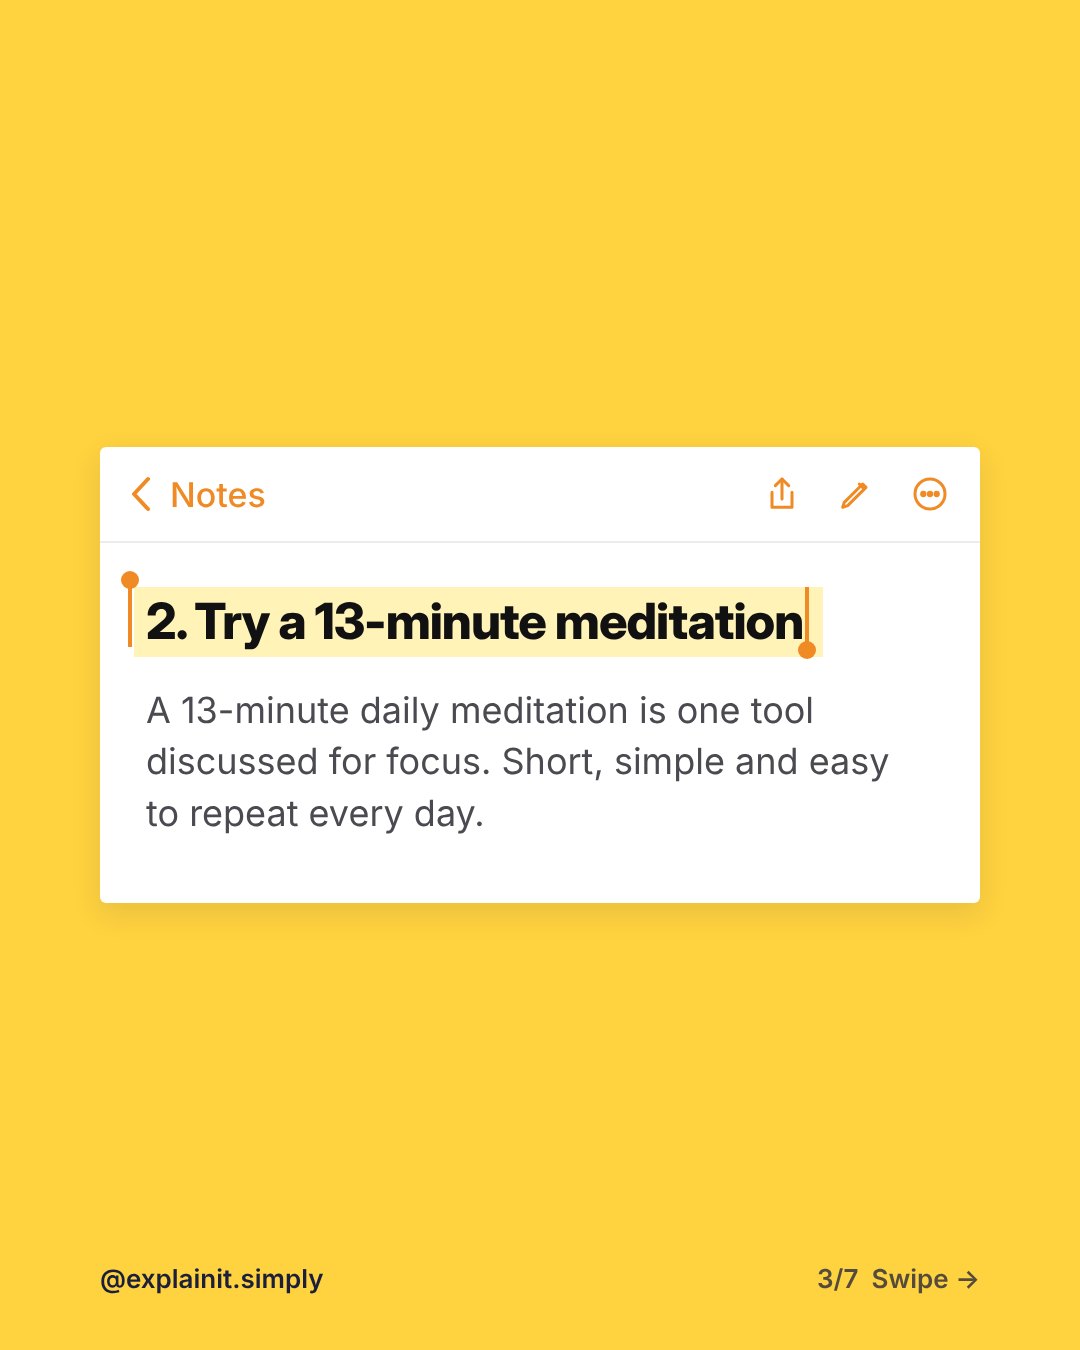 Notes
2. Try a 13-minute meditation
A 13-minute daily meditation is one tool
discussed for focus. Short, simple and easy
to repeat every day.
@explainit.simply
3/7 Swipe →